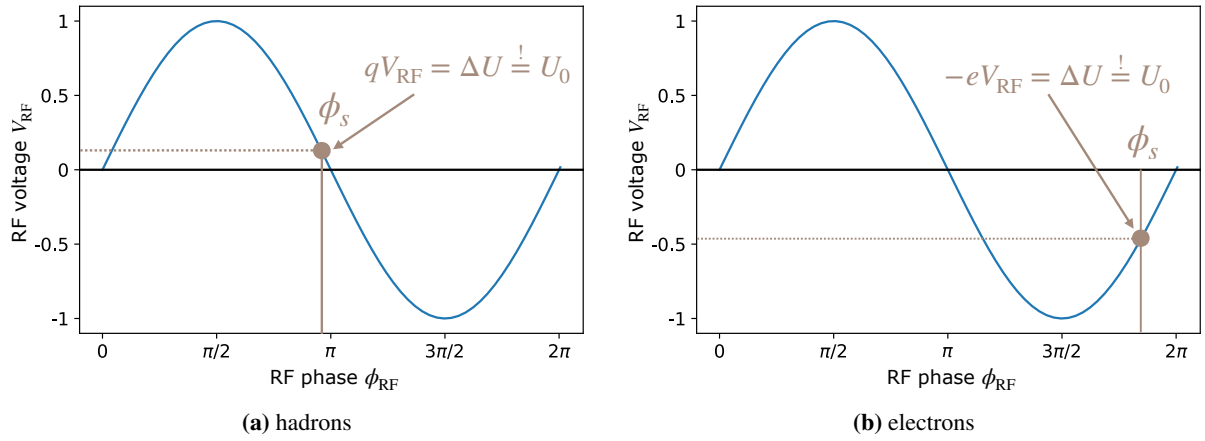 1
0.5
0
-0.5
-1
RF voltage V_RF
qV_RF = ΔU =! U_0
ϕ_s
0 π/2 π 3π/2 2π
RF phase ϕ_RF
(a) hadrons
1
0.5
0
-0.5
-1
RF voltage V_RF
−eV_RF = ΔU =! U_0
ϕ_s
0 π/2 π 3π/2 2π
RF phase ϕ_RF
(b) electrons